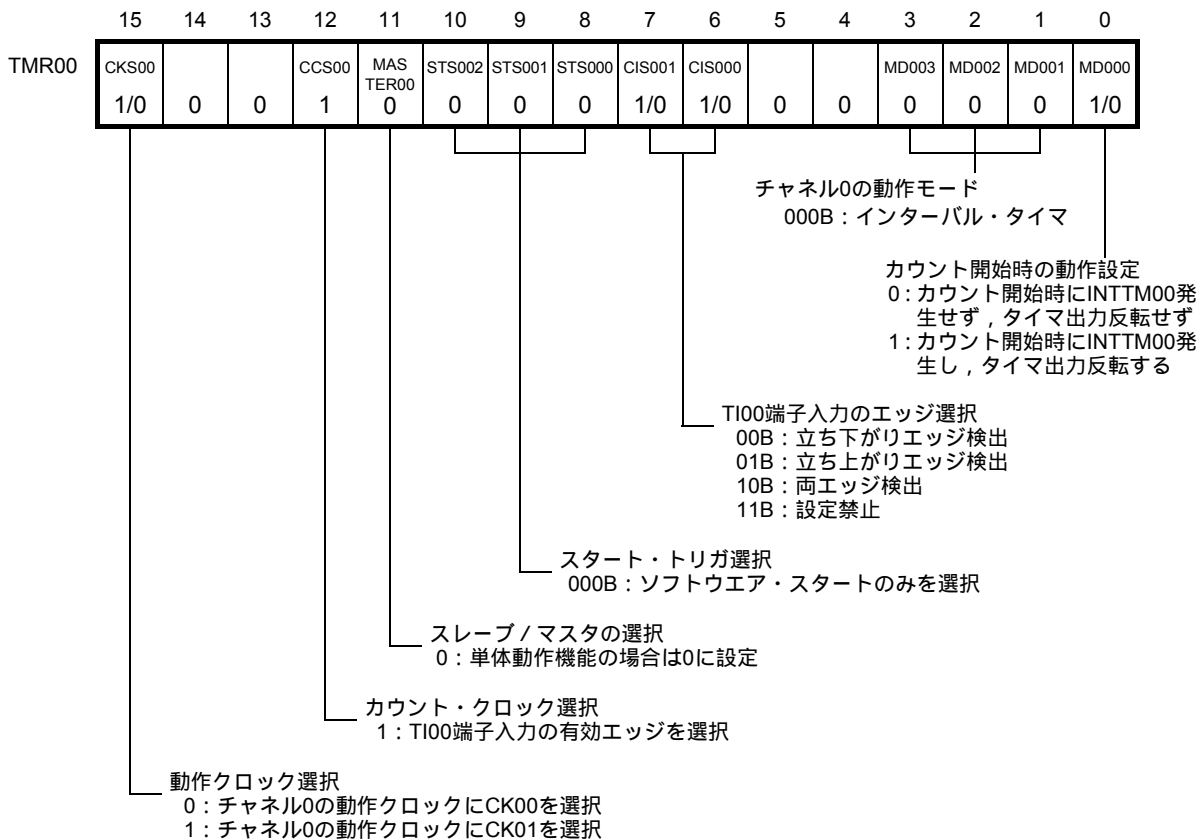 15 14 13 12 11 10 9 8 7 6 5 4 3 2 1 0
TMR00 CKS00 CCS00 MAS TER00 STS002 STS001 STS000 CIS001 CIS000 MD003 MD002 MD001 MD000
1/0 0 0 1 0 0 0 0 1/0 1/0 0 0 0 0 0 1/0
チャネル0の動作モード
000B：インターバル・タイマ
カウント開始時の動作設定
0：カウント開始時にINTTM00発
生せず，タイマ出力反転せず
1：カウント開始時にINTTM00発
生し，タイマ出力反転する
TI00端子入力のエッジ選択
00B：立ち下がりエッジ検出
01B：立ち上がりエッジ検出
10B：両エッジ検出
11B：設定禁止
スタート・トリガ選択
000B：ソフトウエア・スタートのみを選択
スレーブ／マスタの選択
0：単体動作機能の場合は0に設定
カウント・クロック選択
1：TI00端子入力の有効エッジを選択
動作クロック選択
0：チャネル0の動作クロックにCK00を選択
1：チャネル0の動作クロックにCK01を選択